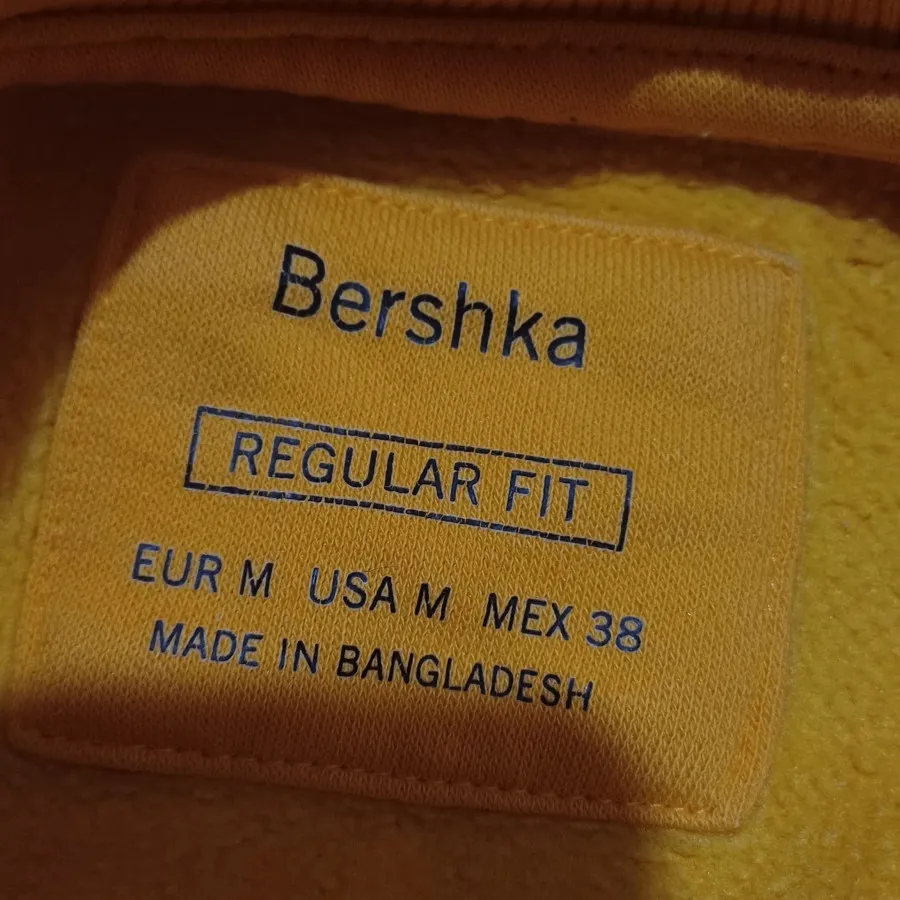 Bershka
REGULAR FIT
EUR M USA M MEX 38
MADE IN BANGLADESH